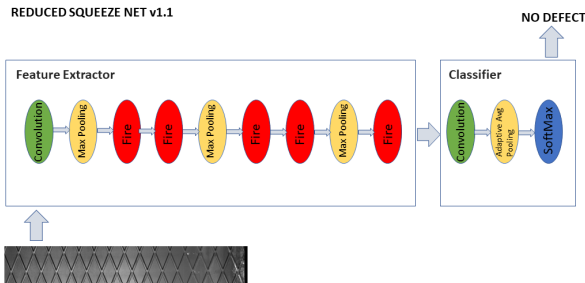 REDUCED SQUEEZE NET v1.1
NO DEFECT
Feature Extractor
Classifier
Convolution
Max Pooling
Fire
Fire
Max Pooling
Fire
Fire
Max Pooling
Fire
Convolution
Adaptive Avg
Pooling
SoftMax